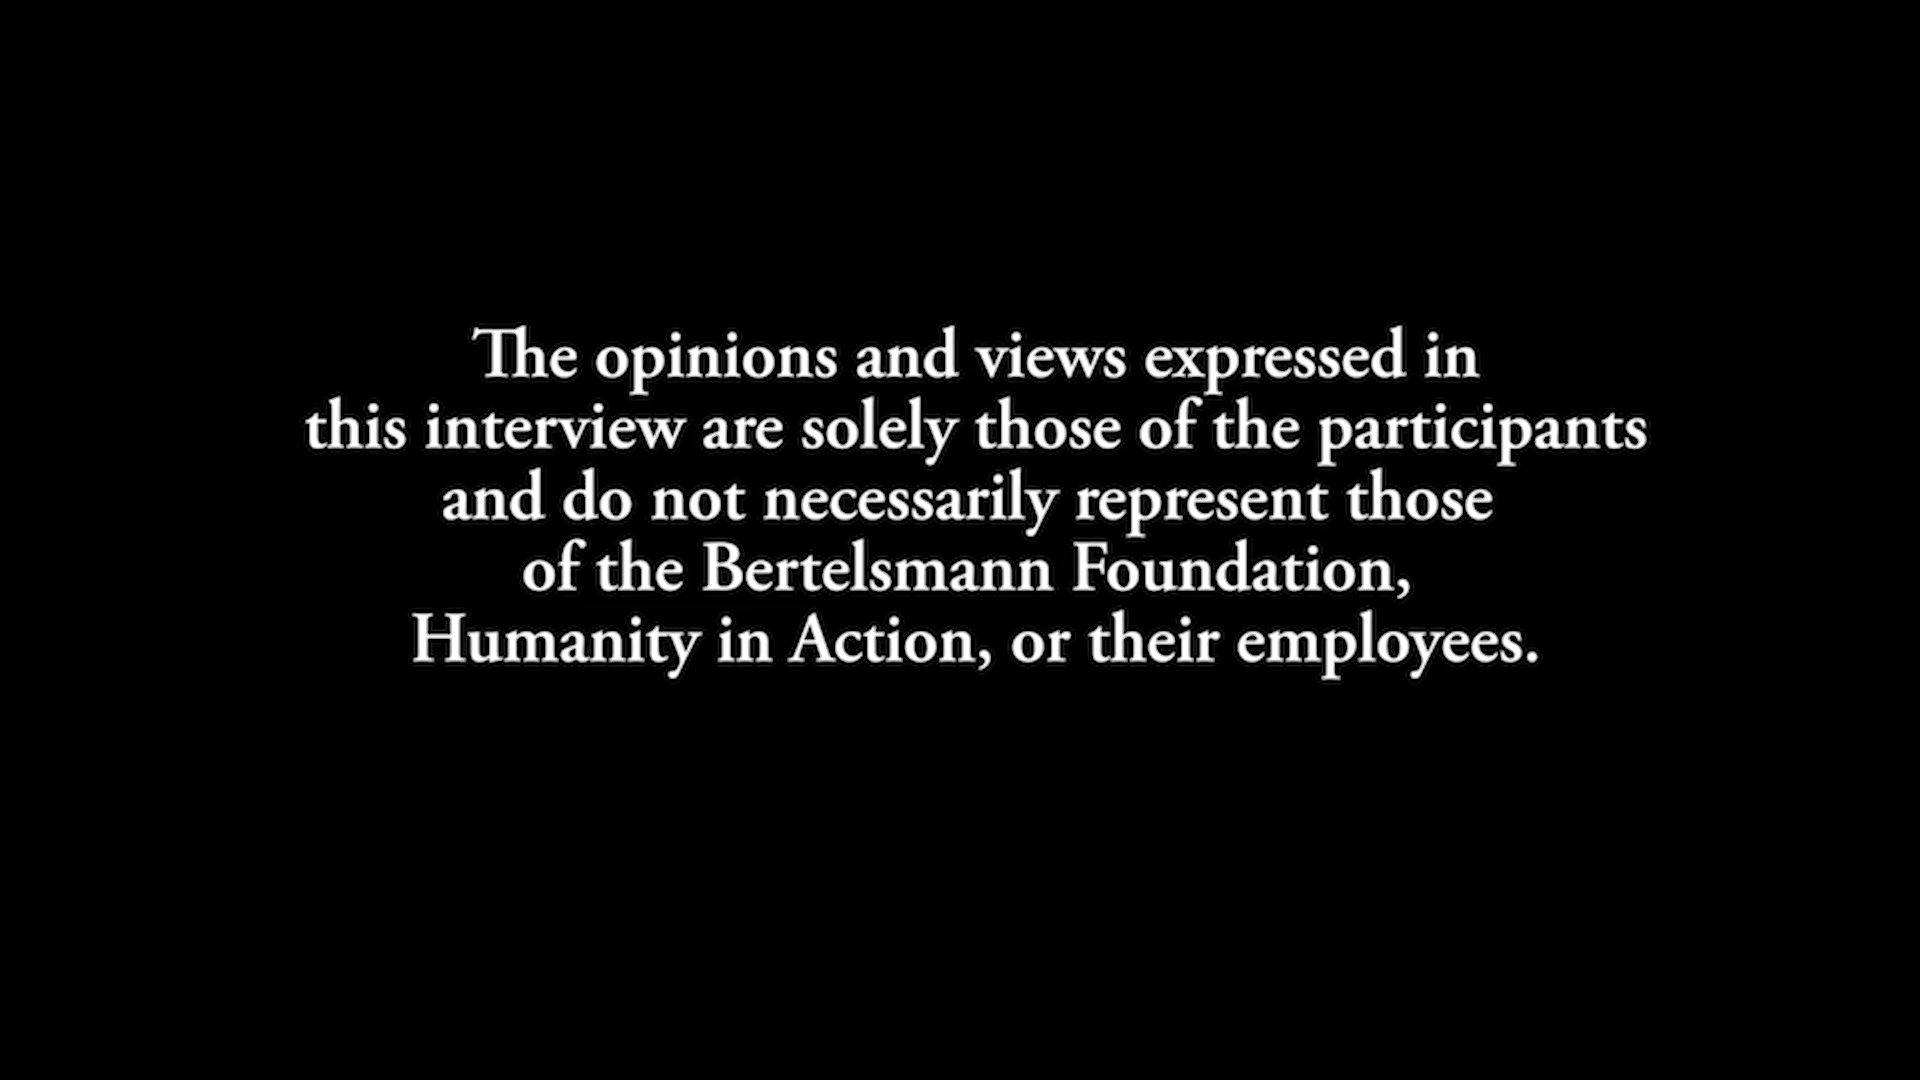 The opinions and views expressed in
this interview are solely those of the participants
and do not necessarily represent those
of the Bertelsmann Foundation,
Humanity in Action, or their employees.